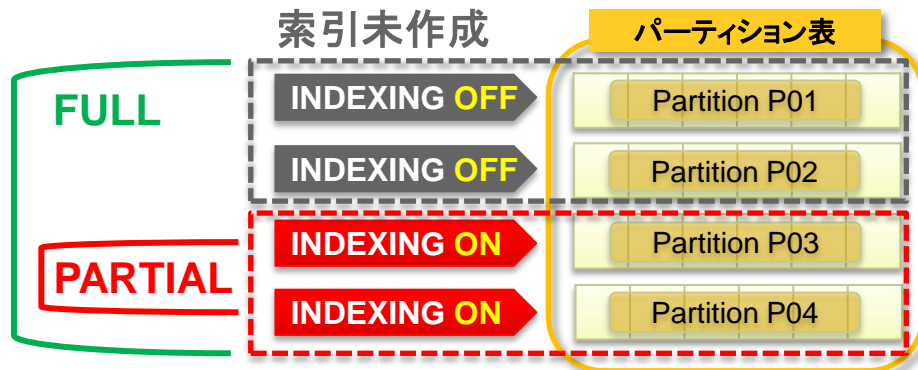 索引未作成
パーティション表
FULL
INDEXING OFF
Partition P01
INDEXING OFF
Partition P02
PARTIAL
INDEXING ON
Partition P03
INDEXING ON
Partition P04